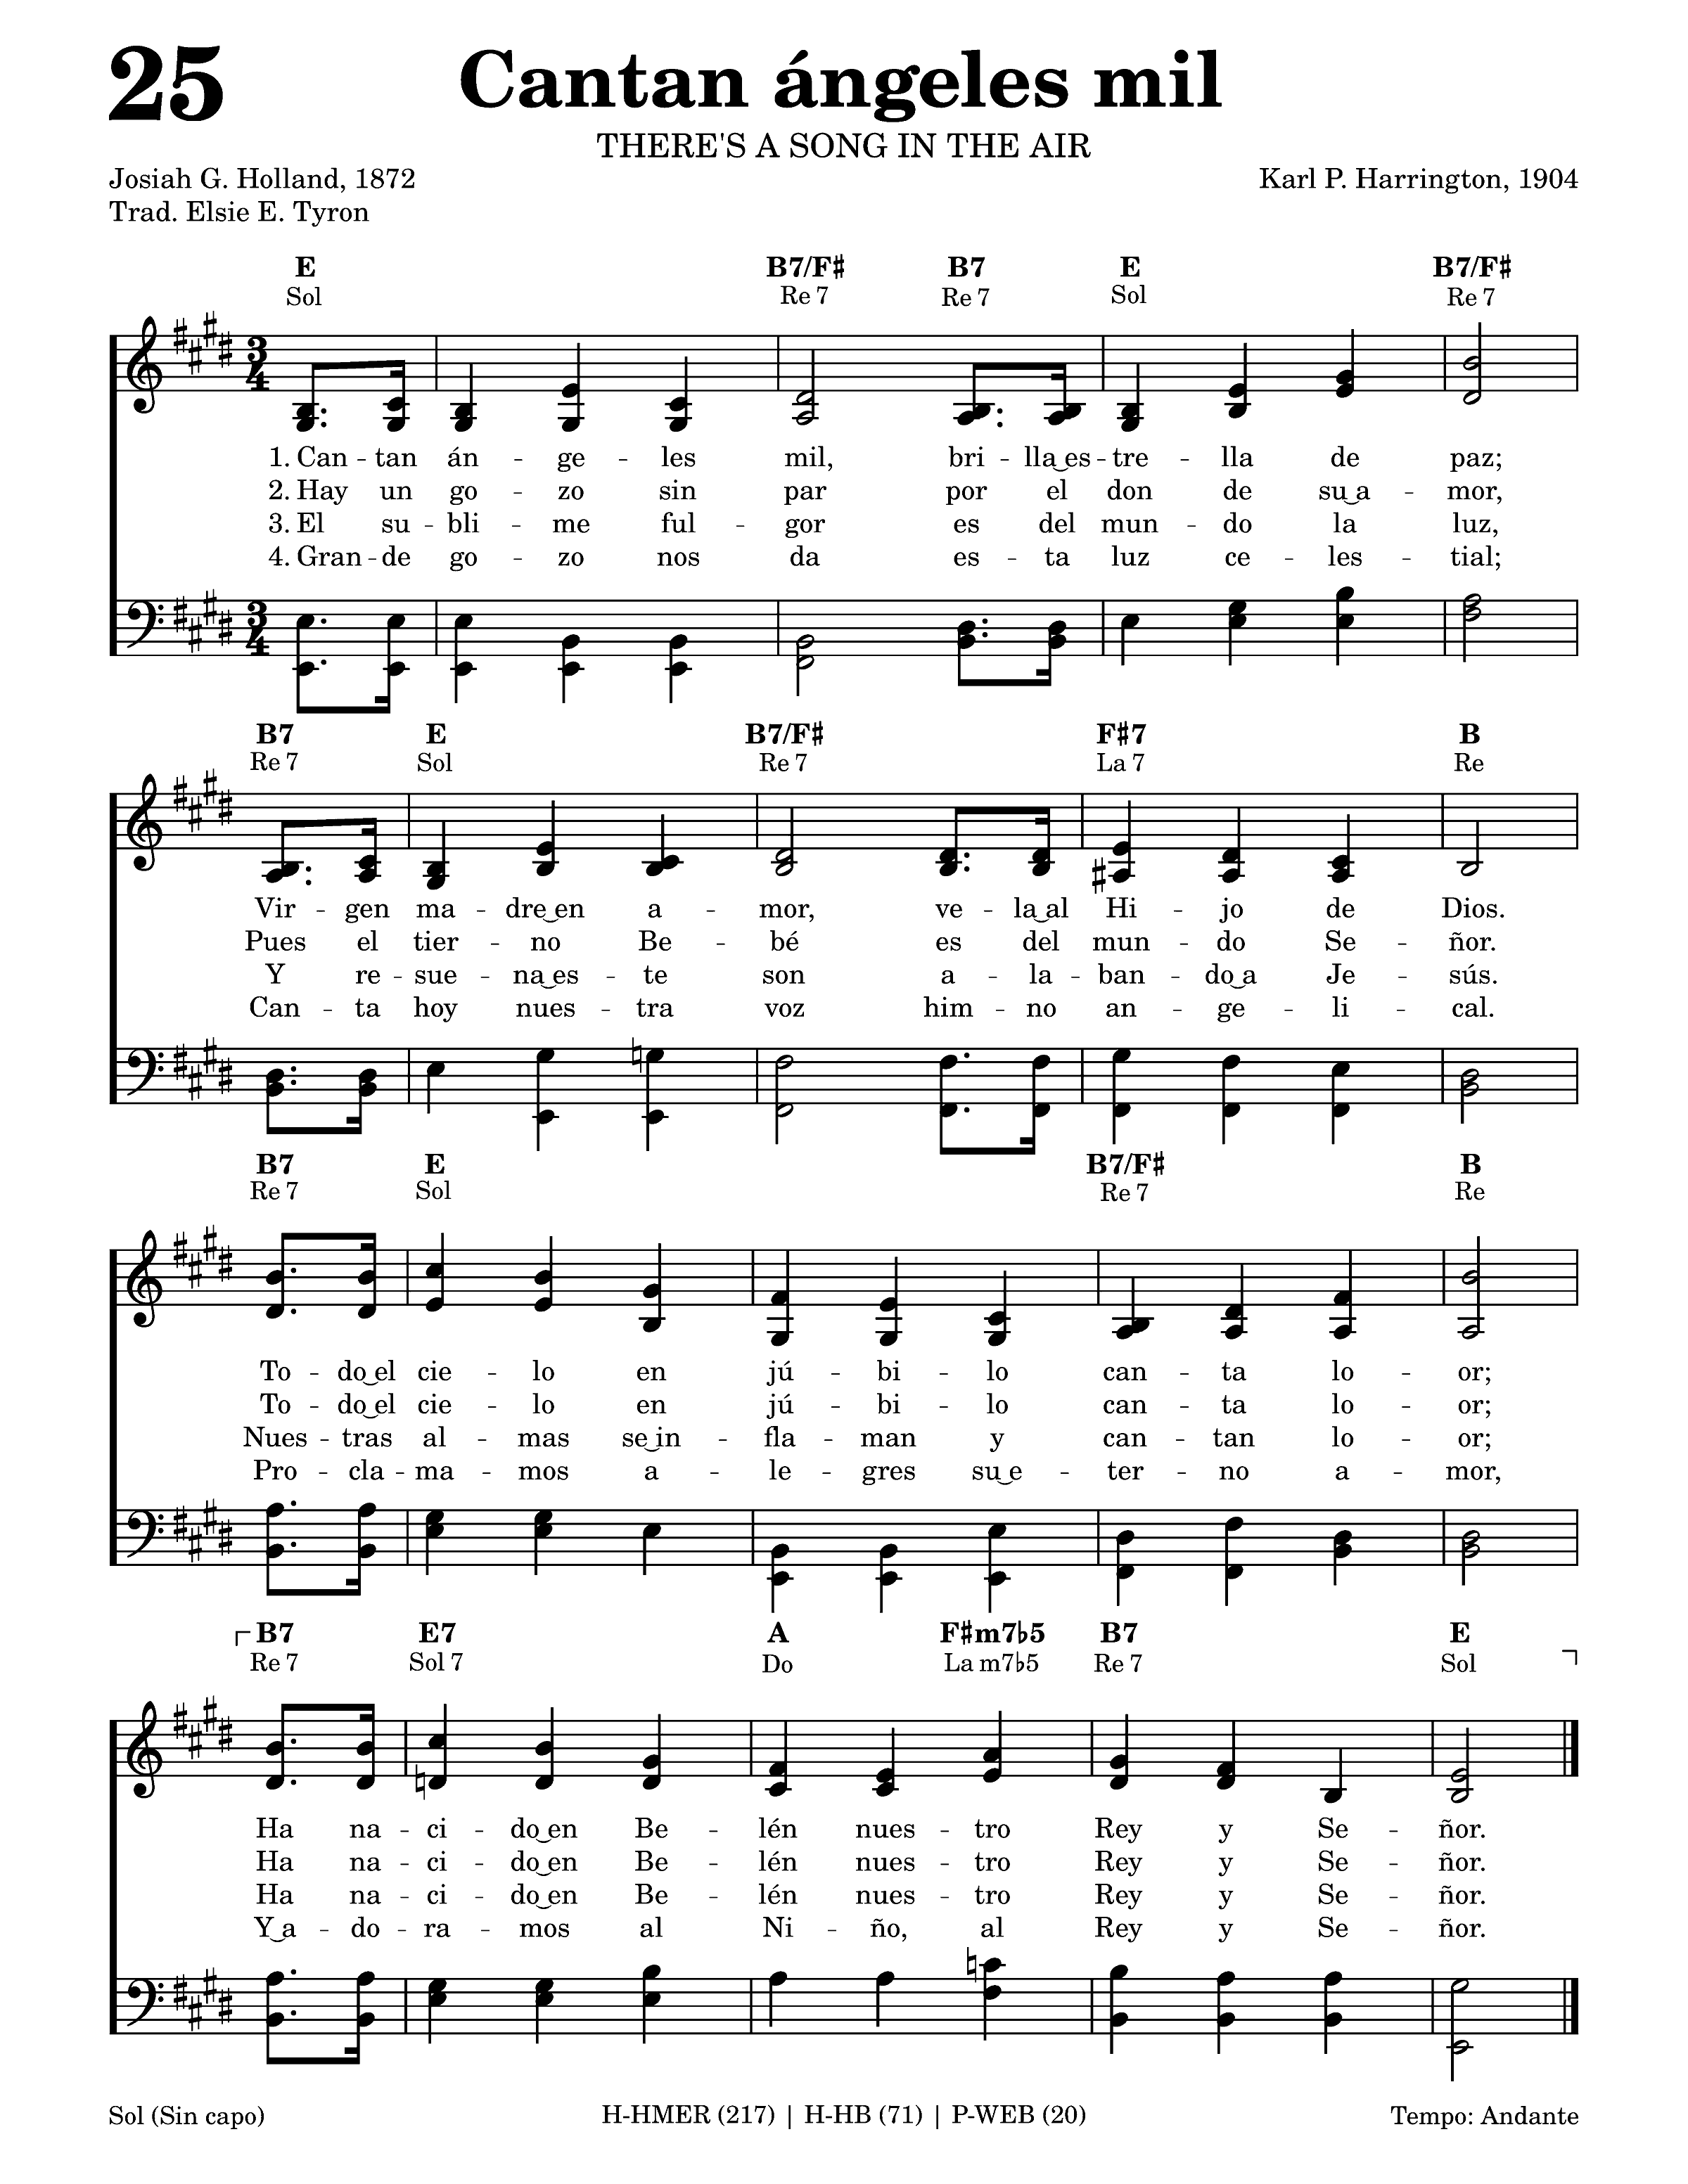 25
Cantan ángeles mil
THERE'S A SONG IN THE AIR
Josiah G. Holland, 1872
Karl P. Harrington, 1904
Trad. Elsie E. Tyron
E B7/F♯ B7 E B7/F♯
Sol Re 7 Re 7 Sol Re 7
3 4
1. Can - tan án - ge - les mil, bri - lla‿es - tre - lla de paz;
2. Hay un go - zo sin par por el don de su‿a - mor,
3. El su - bli - me ful - gor es del mun - do la luz,
4. Gran - de go - zo nos da es - ta luz ce - les - tial;
3 4
B7 E B7/F♯ F♯7 B
Re 7 Sol Re 7 La 7 Re
Vir - gen ma - dre‿en a - mor, ve - la‿al Hi - jo de Dios.
Pues el tier - no Be - bé es del mun - do Se - ñor.
Y re - sue - na‿es - te son a - la - ban - do‿a Je - sús.
Can - ta hoy nues - tra voz him - no an - ge - li - cal.
B7 E B7/F♯ B
Re 7 Sol Re 7 Re
To - do‿el cie - lo en jú - bi - lo can - ta lo - or;
To - do‿el cie - lo en jú - bi - lo can - ta lo - or;
Nues - tras al - mas se‿in - fla - man y can - tan lo - or;
Pro - cla - ma - mos a - le - gres su‿e - ter - no a - mor,
B7 E7 A F♯m7♭5 B7 E
Re 7 Sol 7 Do La m7♭5 Re 7 Sol
Ha na - ci - do‿en Be - lén nues - tro Rey y Se - ñor.
Ha na - ci - do‿en Be - lén nues - tro Rey y Se - ñor.
Ha na - ci - do‿en Be - lén nues - tro Rey y Se - ñor.
Y‿a - do - ra - mos al Ni - ño, al Rey y Se - ñor.
Sol (Sin capo)
H-HMER (217) | H-HB (71) | P-WEB (20)
Tempo: Andante